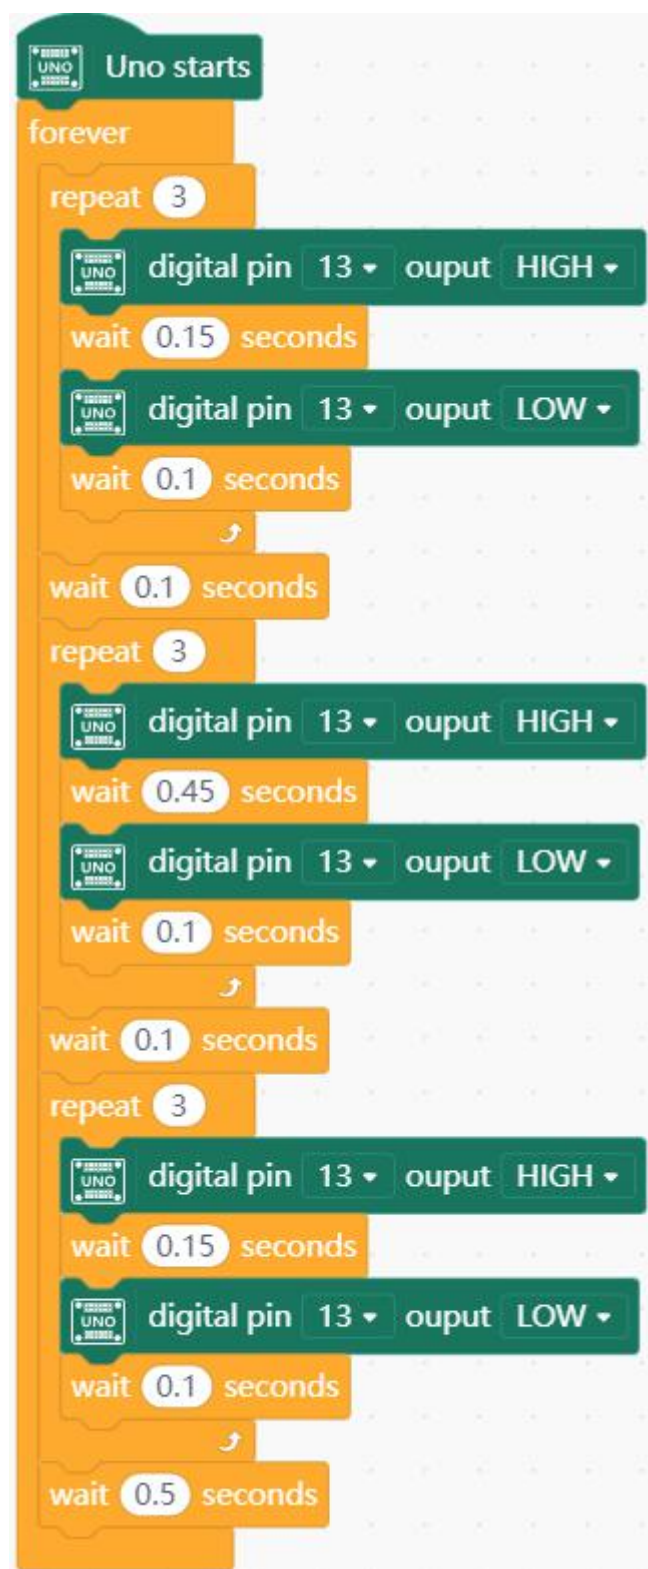 UNO Uno starts
forever
repeat 3
UNO digital pin 13 ouput HIGH
wait 0.15 seconds
UNO digital pin 13 ouput LOW
wait 0.1 seconds
wait 0.1 seconds
repeat 3
UNO digital pin 13 ouput HIGH
wait 0.45 seconds
UNO digital pin 13 ouput LOW
wait 0.1 seconds
wait 0.1 seconds
repeat 3
UNO digital pin 13 ouput HIGH
wait 0.15 seconds
UNO digital pin 13 ouput LOW
wait 0.1 seconds
wait 0.5 seconds